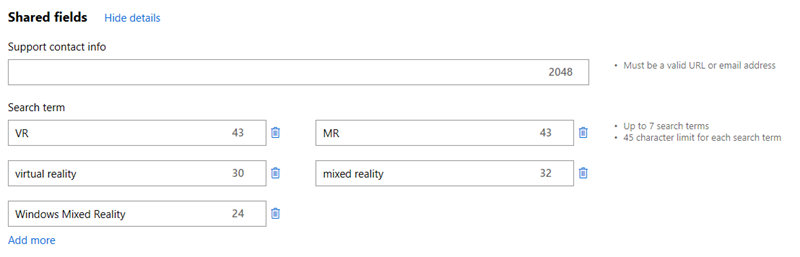 Shared fields Hide details
Support contact info
2048
• Must be a valid URL or email address
Search term
VR 43 MR 43
• Up to 7 search terms
• 45 character limit for each search term
virtual reality 30 mixed reality 32
Windows Mixed Reality 24
Add more